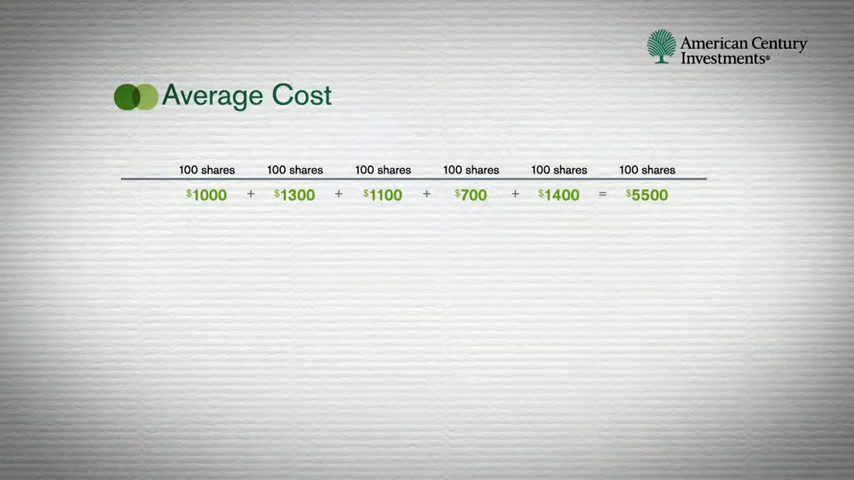 American Century
Investments®
Average Cost
100 shares 100 shares 100 shares 100 shares 100 shares 100 shares
$1000 + $1300 + $1100 + $700 + $1400 = $5500